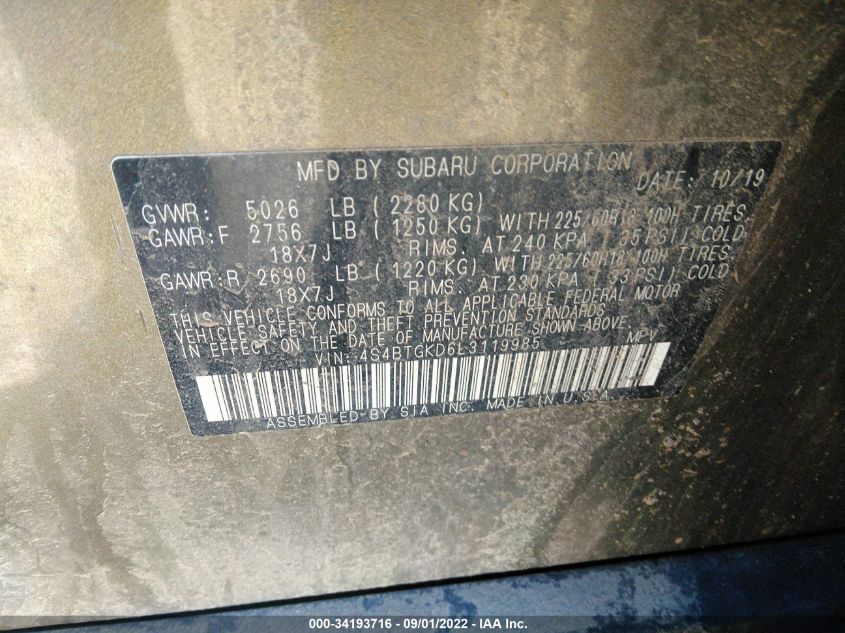 MFD BY SUBARU CORPORATION
DATE: 10/19
GVWR: 5026 LB (2280 KG)
GAWR:F 2756 LB (1250 KG) WITH 225/60R18 100H TIRES,
18X7J RIMS, AT 240 KPA (35PSI) COLD
GAWR:R 2690 LB (1220 KG) WITH 225/60R18 100H TIRES
18X7J RIMS, AT 230 KPA (33PSI) COLD
THIS VEHICLE CONFORMS TO ALL APPLICABLE FEDERAL MOTOR
VEHICLE SAFETY AND THEFT PREVENTION STANDARDS
IN EFFECT ON THE DATE OF MANUFACTURE SHOWN ABOVE.
VIN: 4S4BTGKD6L3119985 MPV
ASSEMBLED BY SIA INC. MADE IN U.S.A.
000-34193716 - 09/01/2022 - IAA Inc.